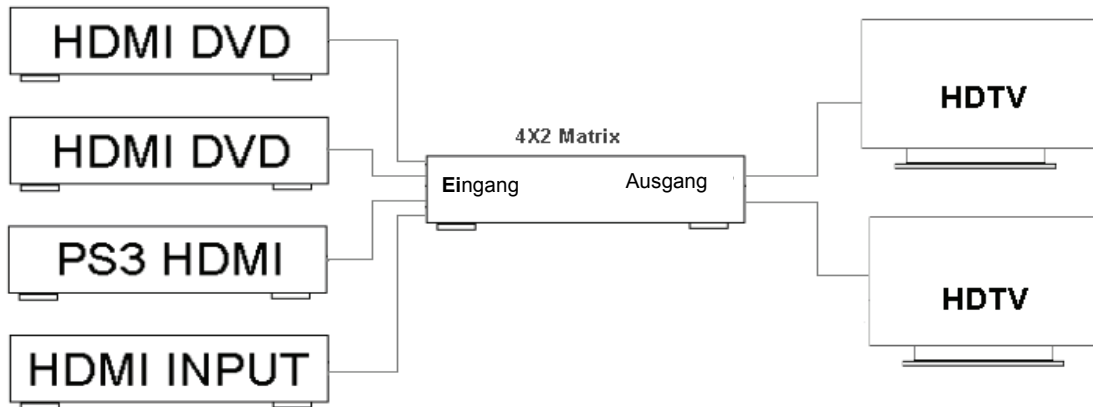 HDMI DVD
HDMI DVD
PS3 HDMI
HDMI INPUT
4X2 Matrix
Eingang
Ausgang
HDTV
HDTV